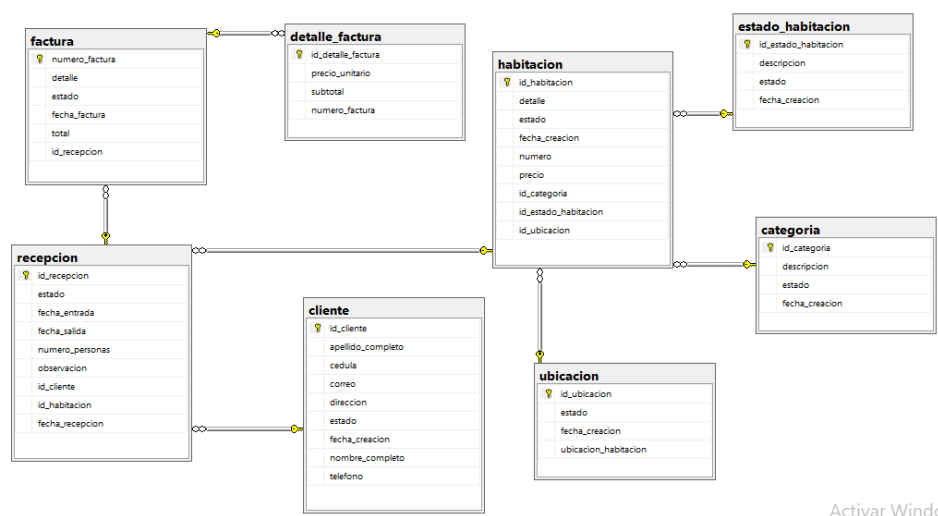 factura
numero_factura
detalle
estado
fecha_factura
total
id_recepcion
detalle_factura
id_detalle_factura
precio_unitario
subtotal
numero_factura
habitacion
id_habitacion
detalle
estado
fecha_creacion
numero
precio
id_categoria
id_estado_habitacion
id_ubicacion
estado_habitacion
id_estado_habitacion
descripcion
estado
fecha_creacion
categoria
id_categoria
descripcion
estado
fecha_creacion
recepcion
id_recepcion
estado
fecha_entrada
fecha_salida
numero_personas
observacion
id_cliente
id_habitacion
fecha_recepcion
cliente
id_cliente
apellido_completo
cedula
correo
direccion
estado
fecha_creacion
nombre_completo
telefono
ubicacion
id_ubicacion
estado
fecha_creacion
ubicacion_habitacion
Activar Windo